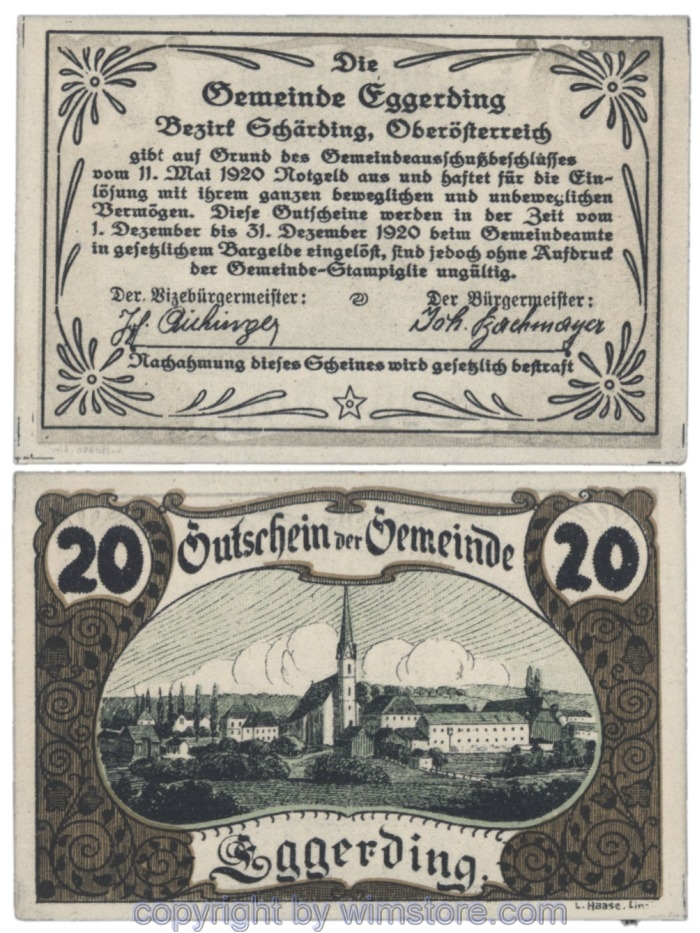 Die
Gemeinde Eggerding
Bezirk Schärding, Oberösterreich
gibt auf Grund des Gemeindeausschußbeschlusses
vom 11. Mai 1920 Notgeld aus und haftet für die Ein-
lösung mit ihrem ganzen beweglichen und unbeweglichen
Vermögen. Diese Gutscheine werden in der Zeit vom
1. Dezember bis 31. Dezember 1920 beim Gemeindeamte
in gesetzlichem Bargelde eingelöst, sind jedoch ohne Aufdruck
der Gemeinde-Stampiglie ungültig.
Der Vizebürgermeister: Der Bürgermeister:
Aichinger Joh. Bachmayer
Nachahmung dieses Scheines wird gesetzlich bestraft
20 Gutschein der Gemeinde 20
Eggerding.
L. Haase. Linz
copyright by wimstore.com